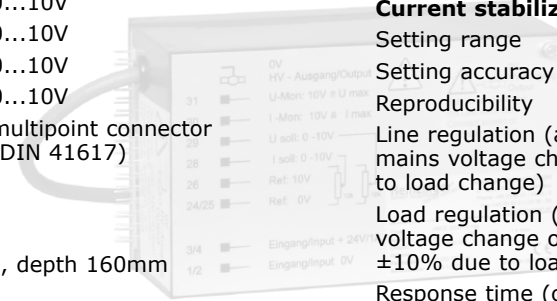 0...10V
0...10V
0...10V
0...10V
multipoint connector
DIN 41617)
, depth 160mm
0V
HV - Ausgang/Output
31 U-Mon: 10V ≙ U max
30 I -Mon: 10V ≙ I max
29 U soll: 0 -10V
28 I soll: 0 -10V
26 Ref: 10V
24/25 Ref: 0V
3/4 Eingang/Input + 24V/1
1/2 Eingang/Input 0V
Current stabiliz
Setting range
Setting accuracy
Reproducibility
Line regulation (
mains voltage ch
to load change)
Load regulation (
voltage change o
±10% due to loa
Response time (